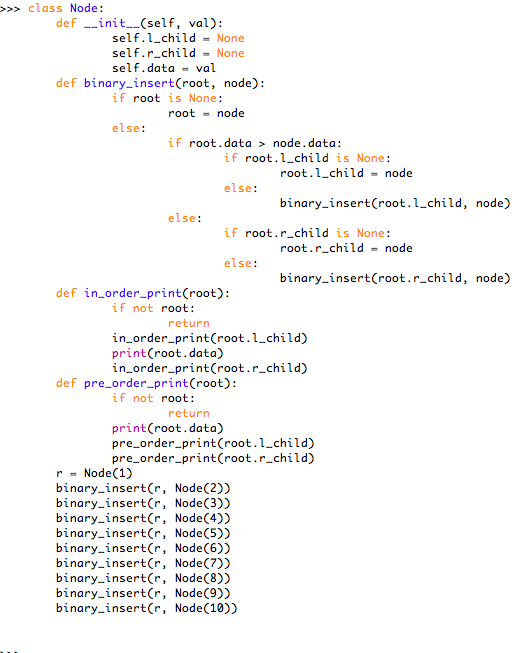 >>> class Node:
        def __init__(self, val):
                self.l_child = None
                self.r_child = None
                self.data = val
        def binary_insert(root, node):
                if root is None:
                        root = node
                else:
                        if root.data > node.data:
                                if root.l_child is None:
                                        root.l_child = node
                                else:
                                        binary_insert(root.l_child, node)
                        else:
                                if root.r_child is None:
                                        root.r_child = node
                                else:
                                        binary_insert(root.r_child, node)
        def in_order_print(root):
                if not root:
                        return
                in_order_print(root.l_child)
                print(root.data)
                in_order_print(root.r_child)
        def pre_order_print(root):
                if not root:
                        return
                print(root.data)
                pre_order_print(root.l_child)
                pre_order_print(root.r_child)
        r = Node(1)
        binary_insert(r, Node(2))
        binary_insert(r, Node(3))
        binary_insert(r, Node(4))
        binary_insert(r, Node(5))
        binary_insert(r, Node(6))
        binary_insert(r, Node(7))
        binary_insert(r, Node(8))
        binary_insert(r, Node(9))
        binary_insert(r, Node(10))